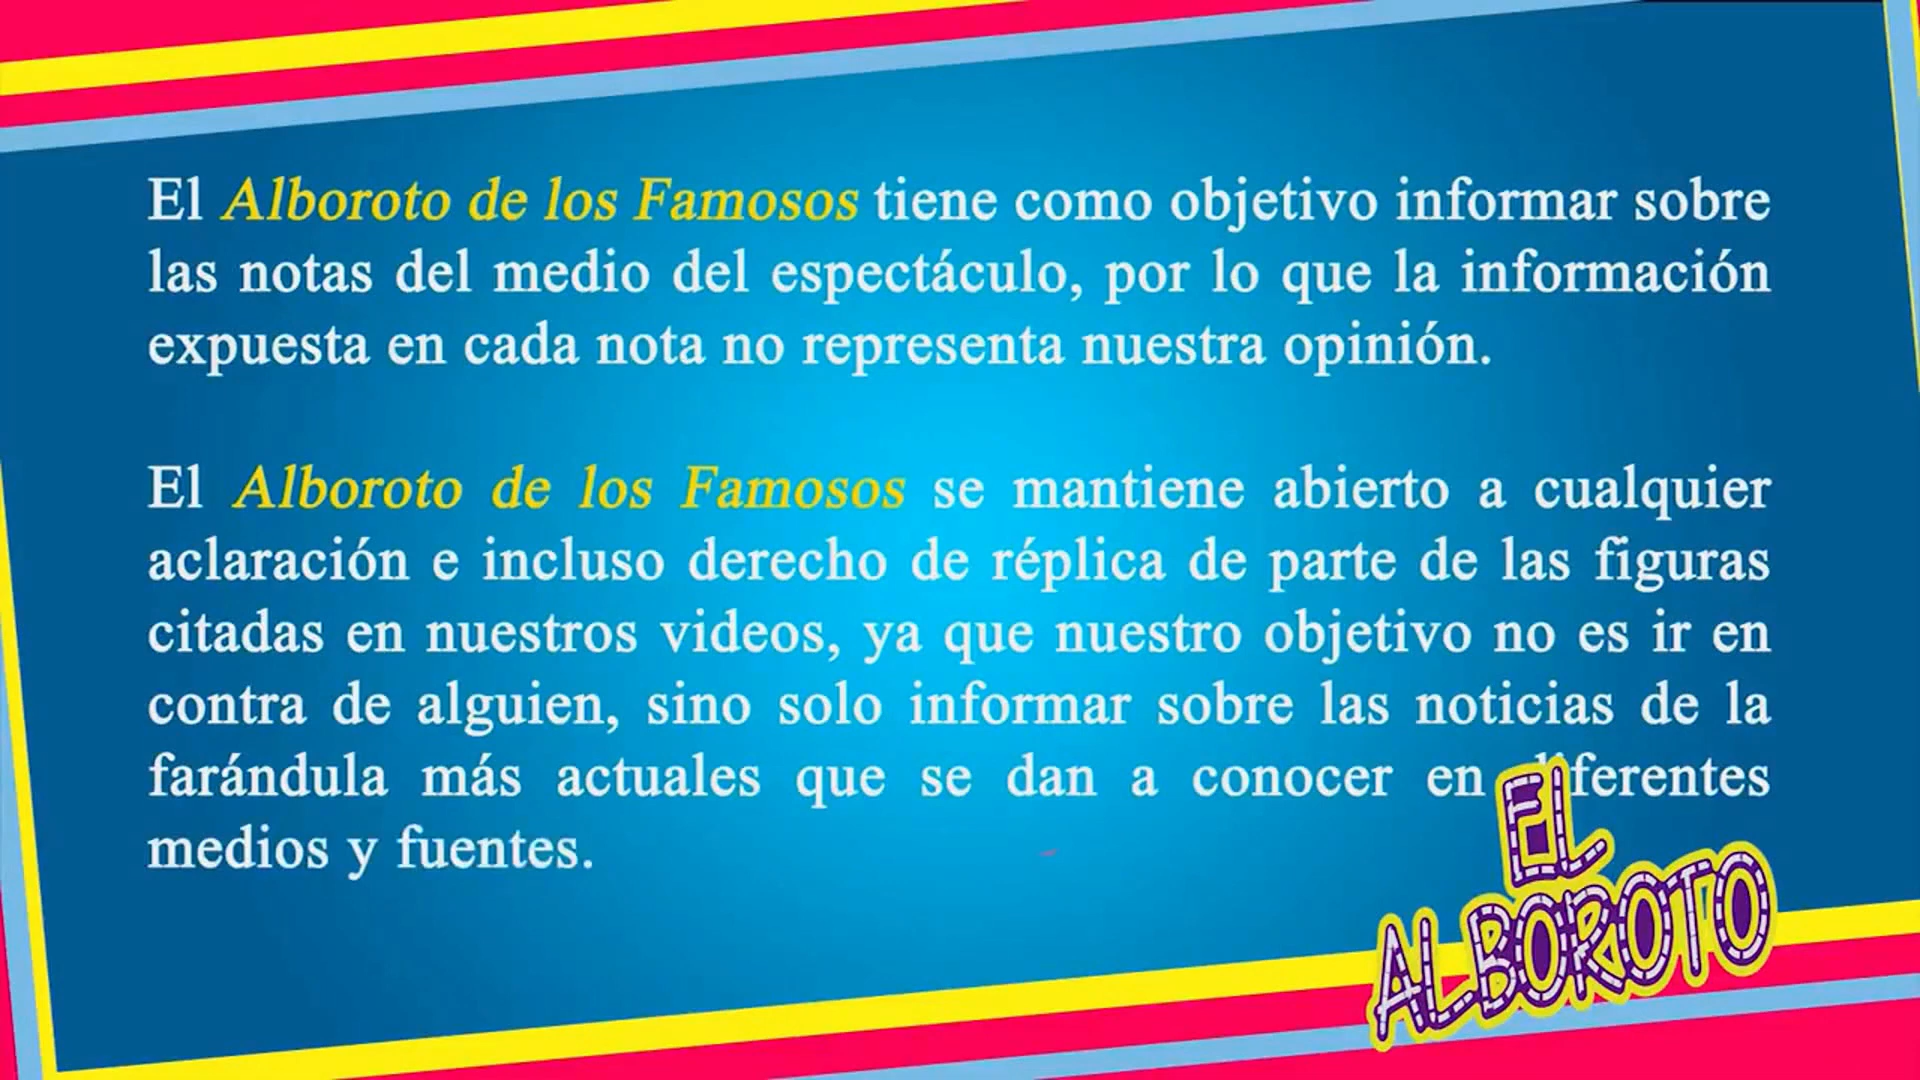 El Alboroto de los Famosos tiene como objetivo informar sobre
las notas del medio del espectáculo, por lo que la información
expuesta en cada nota no representa nuestra opinión.
El Alboroto de los Famosos se mantiene abierto a cualquier
aclaración e incluso derecho de réplica de parte de las figuras
citadas en nuestros videos, ya que nuestro objetivo no es ir en
contra de alguien, sino solo informar sobre las noticias de la
farándula más actuales que se dan a conocer en diferentes
medios y fuentes.
EL
ALBOROTO